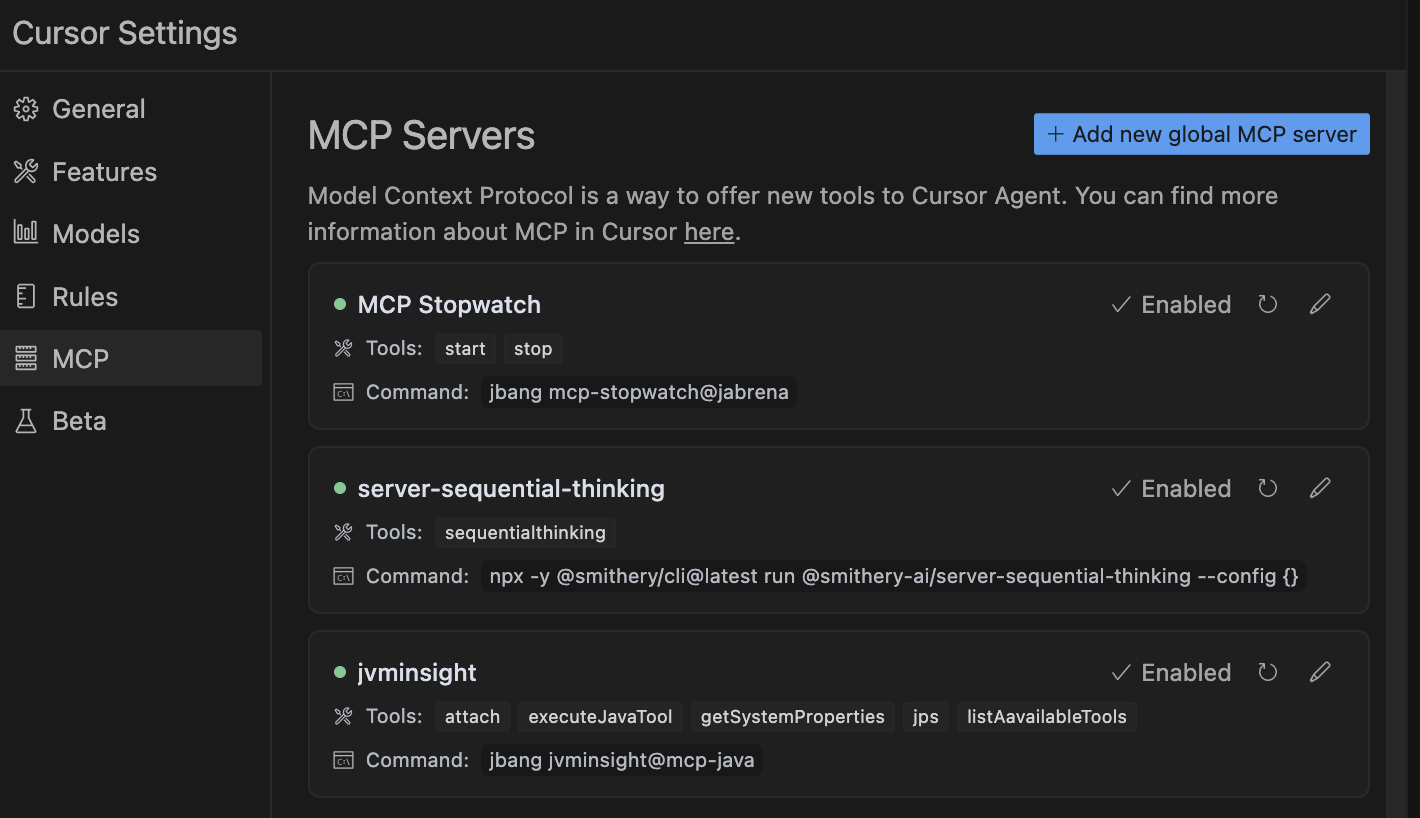 Cursor Settings
General
Features
Models
Rules
MCP
Beta
MCP Servers
+ Add new global MCP server
Model Context Protocol is a way to offer new tools to Cursor Agent. You can find more
information about MCP in Cursor here.
MCP Stopwatch
Enabled
Tools: start stop
C:\ Command: jbang mcp-stopwatch@jabrena
server-sequential-thinking
Enabled
Tools: sequentialthinking
C:\ Command: npx -y @smithery/cli@latest run @smithery-ai/server-sequential-thinking --config {}
jvminsight
Enabled
Tools: attach executeJavaTool getSystemProperties jps listAavailableTools
C:\ Command: jbang jvminsight@mcp-java